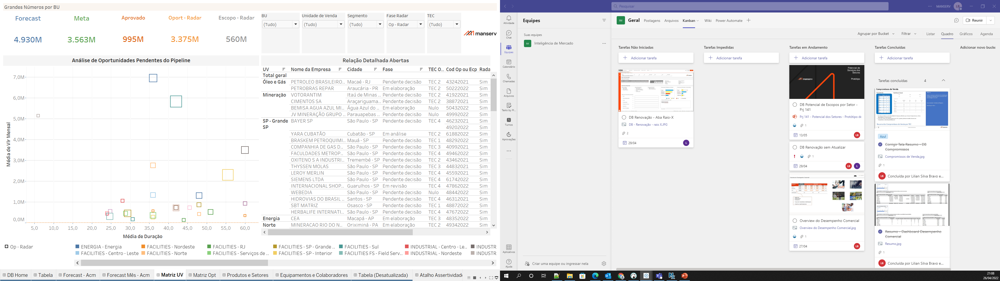 Grandes Números por BU
Forecast
Meta
Aprovado
Oport - Radar
Escopo - Radar
4.930M
3.563M
995M
3.375M
560M
BU
Unidade de Venda
Segmento
Fase Radar
TEC
(Tudo)
(Tudo)
(Tudo)
Op - Radar
(Tudo)
manserv
Análise de Oportunidades Pendentes do Pipeline
Média de Vlr Mensal
7,0M
6,0M
5,0M
4,0M
3,0M
2,0M
1,0M
0,0M
5,0 10,0 15,0 20,0 25,0 30,0 35,0 40,0 45,0 50,0 55,0 60,0
Média de Duração
Relação Detalhada Abertas
UV Nome da Empresa Cidade Fase TEC O.. Cod Op ou Ecp Rada
Total geral
Óleo e Gás PETROLEO BRASILEIRO.. Macaé - RJ Pendente decisão TEC 2 43242021 Sim
PETROBRAS REPAR Araucária - PR Em elaboração TEC 2 50222022 Sim
Mineração VOTORANTIM Itaú de Minas .. Pendente decisão TEC 2 41922021 Sim
CIMENTOS SA Araçariguama.. Pendente decisão TEC 2 38872021 Sim
BEMISA AGUA AZUL MI.. Água Azul do .. Em elaboração Nulo 50432022 Sim
JV MINERAÇÃO GRUPO .. Parauapebas .. Pendente decisão Nulo 49992022 Sim
SP - Grande SP BAYER SP São Paulo - SP Pendente decisão TEC 4 46232021 Sim
49202022 Sim
YARA CUBATÃO Cubatão - SP Em análise TEC 2 61882022 Sim
BRASKEM PETROQUIMI.. Mauá - SP Pendente decisão TEC 1 48292022 Sim
COMPANHIA DE GAS D.. São Paulo - SP Pendente decisão TEC 3 40992021 Sim
FACULDADES METROP.. São Paulo - SP Pendente decisão TEC 4 49462022 Sim
OXITENO S A INDUSTRI.. Tremembé - SP Pendente decisão TEC 2 43462021 Sim
THYSSEN MOLAS São Paulo - SP Pendente decisão TEC 3 44832021 Sim
LEROY MERLIN São Paulo - SP Pendente decisão TEC 4 45592021 Sim
SIEMENS LTDA São Paulo - SP Pendente decisão TEC 4 61742022 Sim
INTERNACIONAL SHOP.. Guarulhos - SP Em revisão TEC 4 47862022 Sim
WEBEDIA São Paulo - SP Pendente decisão Nulo 48442022 Sim
HIDROVIAS DO BRASIL .. Santos - SP Pendente decisão TEC 4 46312021 Sim
SBT MATRIZ Osasco - SP Pendente decisão TEC 1 48872022 Sim
HERBALIFE INTERNATI.. São Paulo - SP Pendente decisão TEC 4 47672022 Sim
Energia CEA Macapá - AP Em elaboração TEC 3 48352022 Sim
Norte MINERACAO RIO DO N.. Oriximiná - PA Em elaboração TEC 2 49342022 Sim
Op - Radar
ENERGIA - Energia FACILITIES - Nordeste FACILITIES - RJ FACILITIES - SP - Grande .. FACILITIES - Sul INDUSTRIAL - Centro - Le.. INDUSTR
FACILITIES - Centro - Leste FACILITIES - Norte FACILITIES - Serviços de .. FACILITIES - SP - Interior FACILITIES FS - Field Serv.. INDUSTRIAL - Nordeste INDUSTR
DB Home Tabela Forecast - Acm Forecast Mês - Acm Matriz UV Matriz Opt Produtos e Setores Equipamentos e Colaboradores Tabela (Desatualizada) Atalho Assertividade
Pesquisar
MANSERV
LB
Atividade
Chat
Equipes
Calendário
Chamadas
Arquivos
Tasks by Pl...
Turnos
Aprovações
Aplicativos
Ajuda
Equipes
Suas equipes
IM Inteligência de Mercado
Criar uma equipe ou ingressar nela
IM Geral Postagens Arquivos Kanban Wiki Power Automate
Reunir
Agrupar por Bucket Filtrar Listar Quadro Gráficos Agenda
Tarefas Não Iniciadas
Adicionar tarefa
DB Renovação - Aba Raio-X
DB - Renovação - raio X.JPG
2
29/04
L
Tarefas Impedidas
Adicionar tarefa
Tarefas em Andamento
Adicionar tarefa
Potencial de
Serviços dos
Setores
manserv
Protótipo
DB Potencial de Escopos por Setor -
Prj 141
Prj 141 - Potencial dos Setores - Protótipo de
1
13/05
LB
DB Renovação sem Atualizar
1
29/04
LB L
Overview do Desempenho Comercial
Overview do Desempenho Comercial.jpg
1
27/04
LB
Tarefas Concluídas
Adicionar tarefa
Tarefas concluídas 4
Compromissos de Venda
Azul
Corrigir Tela Resumo - DB
Compromissos
Compromissos de Venda.jpg
1
LB Concluída por Lilian Silva Bravo e...
Resumo - Dashboard Desempenho
Comercial
Resumo.jpg
1
LB Concluída por Lilian Silva Bravo e...
Adicionar novo bucke
21:08
26/04/2022